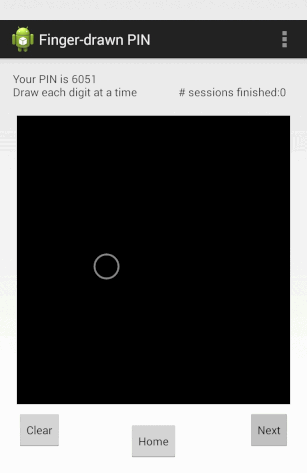 Finger-drawn PIN
Your PIN is 6051
Draw each digit at a time # sessions finished:0
Clear
Home
Next